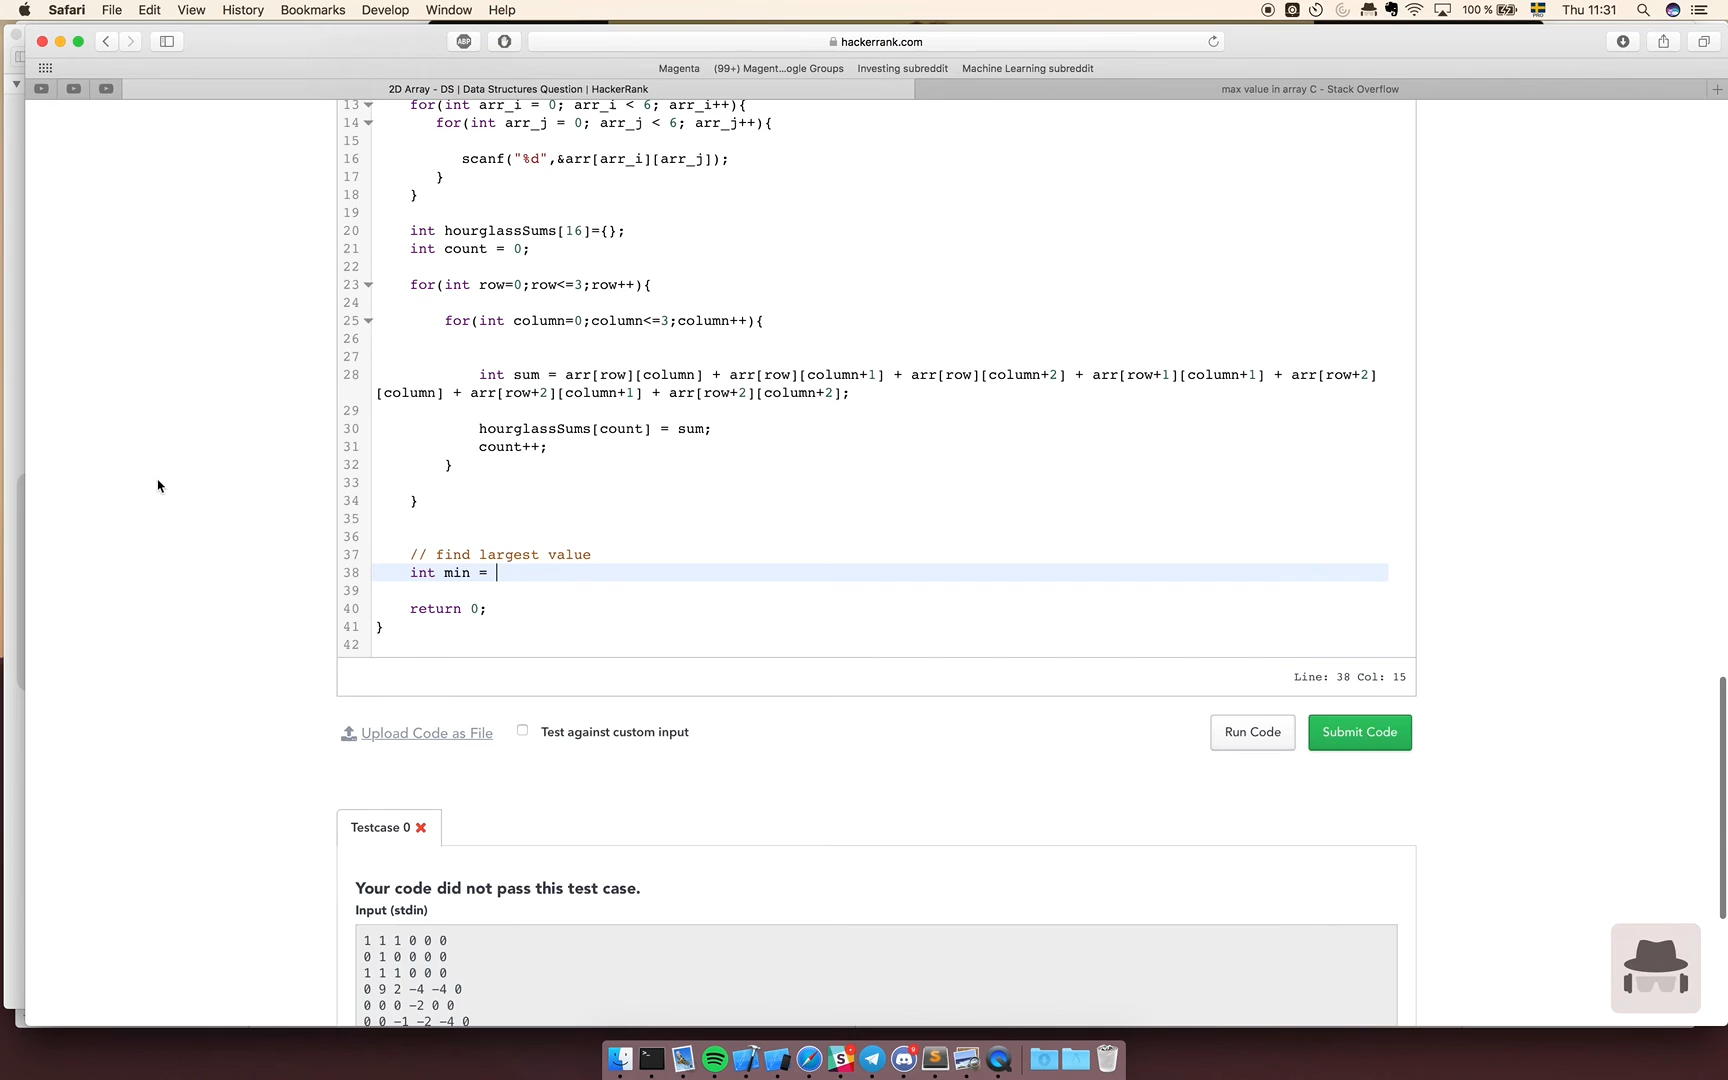 Safari File Edit View History Bookmarks Develop Window Help 100 % PRO Thu 11:31
ABP hackerrank.com
Magenta (99+) Magent...ogle Groups Investing subreddit Machine Learning subreddit
2D Array - DS | Data Structures Question | HackerRank max value in array C - Stack Overflow
13 for(int arr_i = 0; arr_i < 6; arr_i++){
14 for(int arr_j = 0; arr_j < 6; arr_j++){
15
16 scanf("%d",&arr[arr_i][arr_j]);
17 }
18 }
19
20 int hourglassSums[16]={};
21 int count = 0;
22
23 for(int row=0;row<=3;row++){
24
25 for(int column=0;column<=3;column++){
26
27
28 int sum = arr[row][column] + arr[row][column+1] + arr[row][column+2] + arr[row+1][column+1] + arr[row+2]
[column] + arr[row+2][column+1] + arr[row+2][column+2];
29
30 hourglassSums[count] = sum;
31 count++;
32 }
33
34 }
35
36
37 // find largest value
38 int min =
39
40 return 0;
41 }
42
Line: 38 Col: 15
Upload Code as File Test against custom input Run Code Submit Code
Testcase 0
Your code did not pass this test case.
Input (stdin)
1 1 1 0 0 0
0 1 0 0 0 0
1 1 1 0 0 0
0 9 2 -4 -4 0
0 0 0 -2 0 0
0 0 -1 -2 -4 0